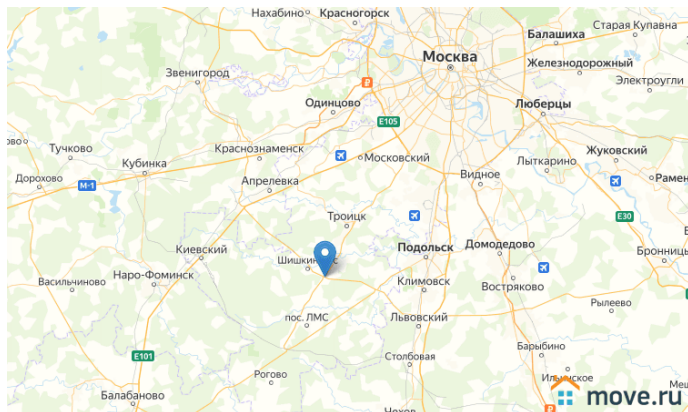 Нахабино
Красногорск
Балашиха
Старая Купавна
Москва
Железнодорожный
Звенигород
Электроугли
Одинцово
Люберцы
E105
Тучково
Краснознаменск
Московский
Жуковский
Кубинка
Лыткарино
Дорохово
М-1
Апрелевка
Видное
Рамен
Троицк
E30
Киевский
Подольск
Домодедово
Бронницы
Шишкин
с
Наро-Фоминск
Васильчиново
Климовск
Востряково
Рылеево
пос. ЛМС
Львовский
E101
Столбовая
Барыбино
Рогово
Ильинское
Балабаново
Чехов
move.ru